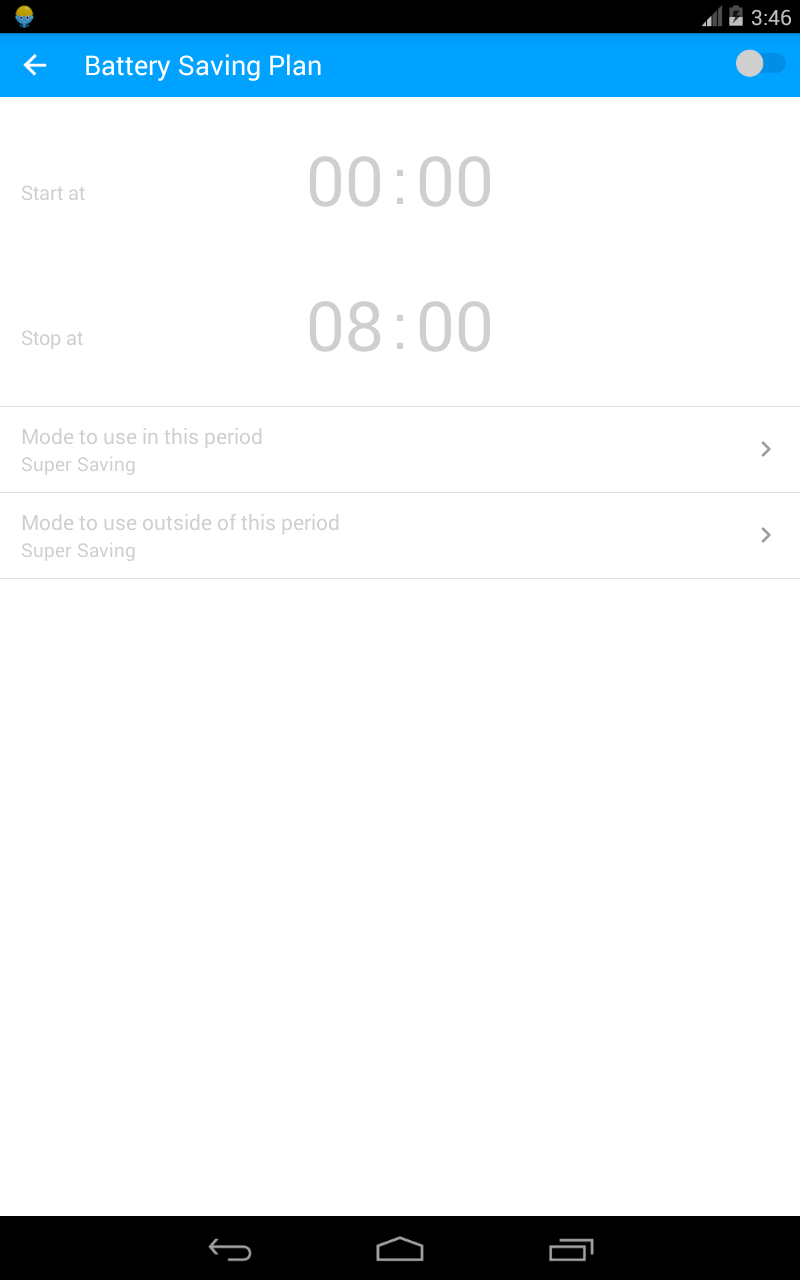 3:46
Battery Saving Plan
Start at 00:00
Stop at 08:00
Mode to use in this period
Super Saving
Mode to use outside of this period
Super Saving